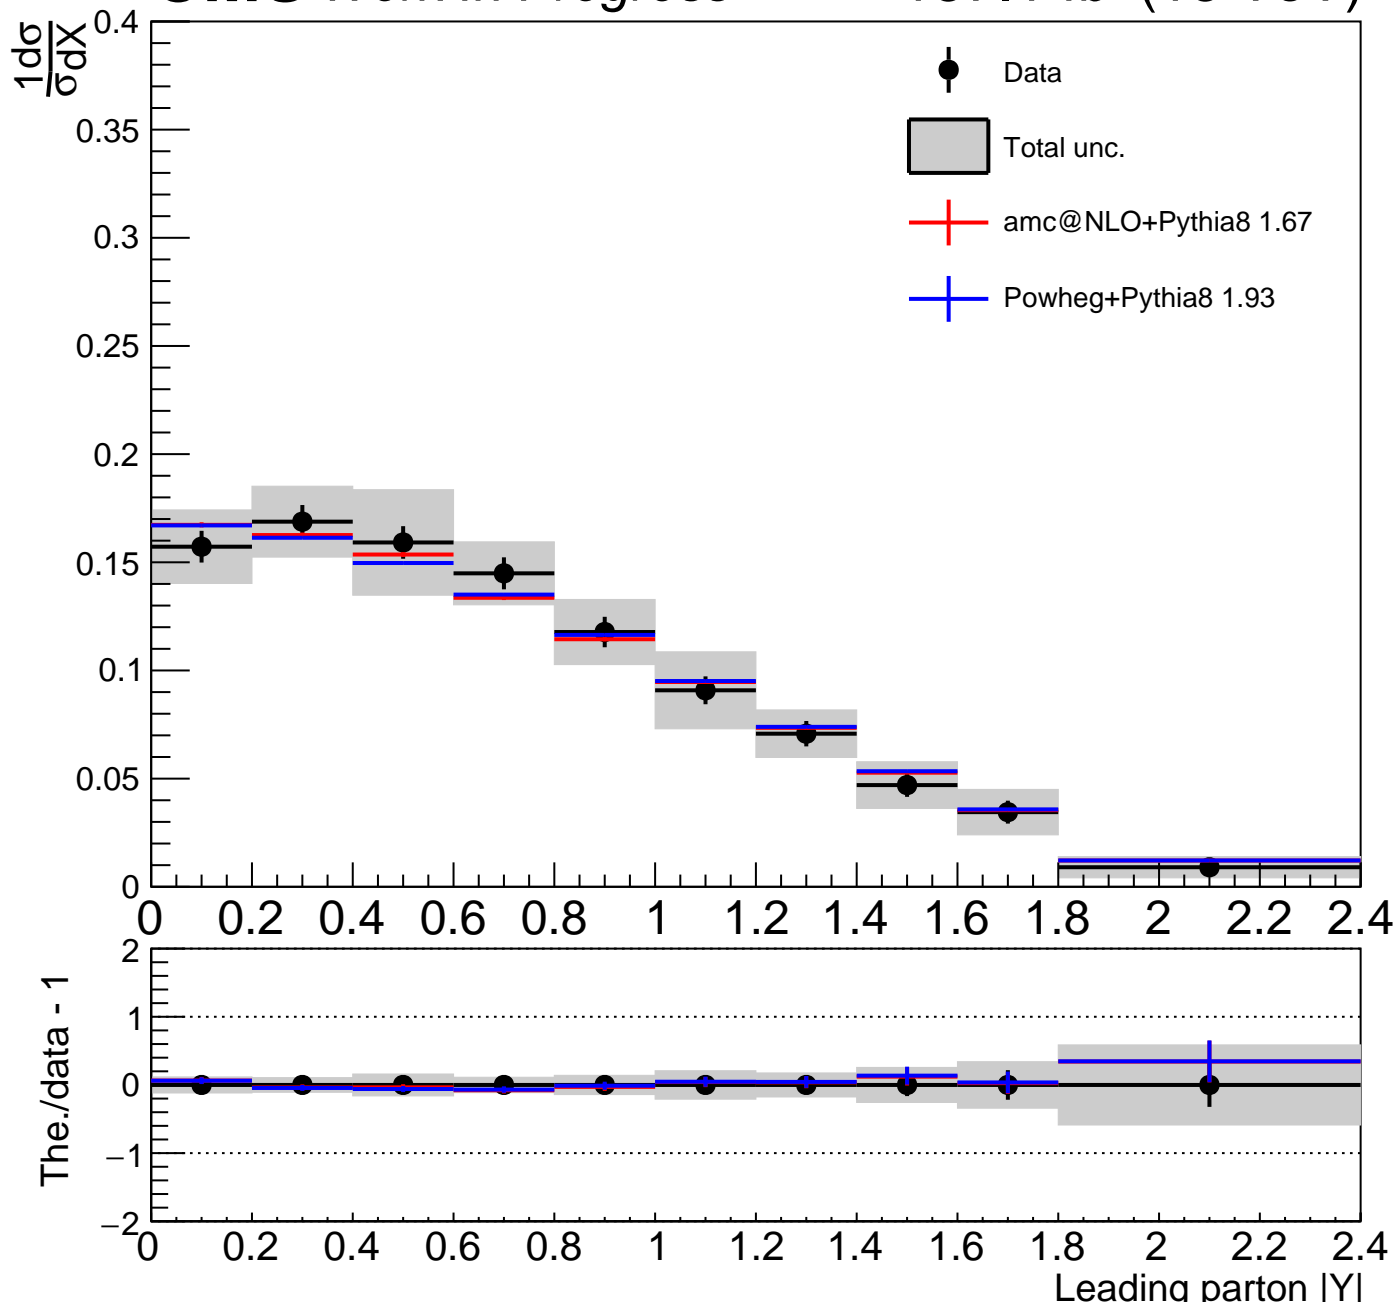 Work in Progress
1dσ
σdX
0.4
0.35
0.3
0.25
0.2
0.15
0.1
0.05
0
Data
Total unc.
amc@NLO+Pythia8 1.67
Powheg+Pythia8 1.93
0 0.2 0.4 0.6 0.8 1 1.2 1.4 1.6 1.8 2 2.2 2.4
The./data - 1
2
1
0
−1
−2
0 0.2 0.4 0.6 0.8 1 1.2 1.4 1.6 1.8 2 2.2 2.4
Leading parton |Y|